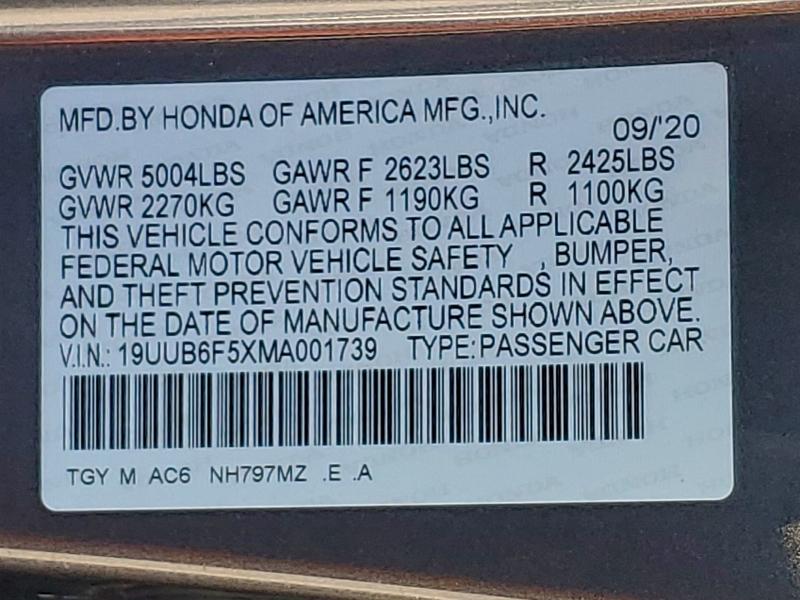 MFD.BY HONDA OF AMERICA MFG.,INC.
09/'20
GVWR 5004LBS GAWR F 2623LBS R 2425LBS
GVWR 2270KG GAWR F 1190KG R 1100KG
THIS VEHICLE CONFORMS TO ALL APPLICABLE
FEDERAL MOTOR VEHICLE SAFETY , BUMPER,
AND THEFT PREVENTION STANDARDS IN EFFECT
ON THE DATE OF MANUFACTURE SHOWN ABOVE.
V.I.N.: 19UUB6F5XMA001739 TYPE:PASSENGER CAR
TGY M AC6 NH797MZ .E .A